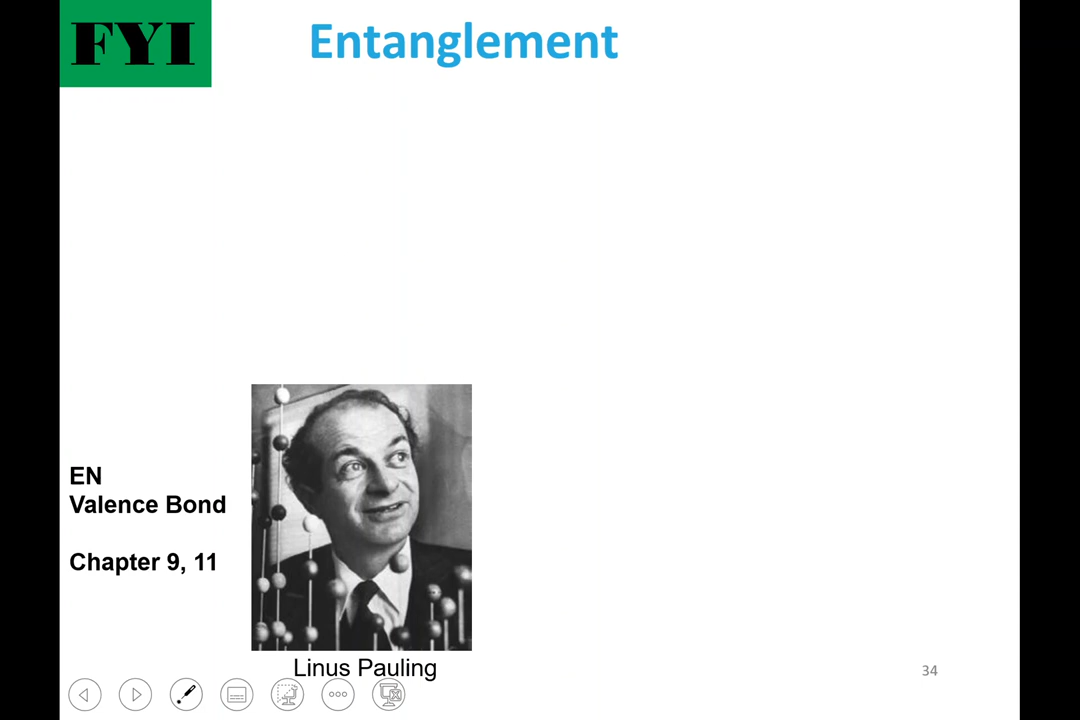 FYI
Entanglement
EN
Valence Bond
Chapter 9, 11
Linus Pauling
34